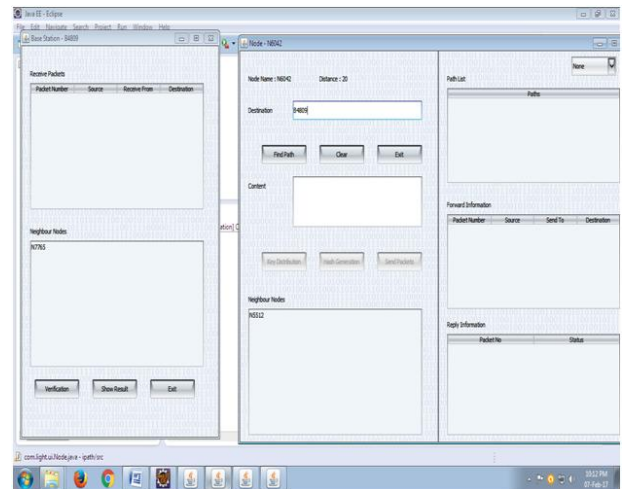 Java EE - Eclipse
File Edit Navigate Search Project Run Window Help
Base Station - B4809
Receive Packets
Packet Number Source Receive From Destination
Neighbour Nodes
N7765
Verification Show Result Exit
Node - N6042
Node Name : N6042 Distance : 20
Destination B4809
Find Path Clear Exit
Content
Key Distribution Hash Generation Send Packets
Neighbour Nodes
N5512
None
Path List
Paths
Forward Information
Packet Number Source Send To Destination
Reply Information
Packet No Status
ation]
com.light.ui.Node.java - ipath/src
10:12 PM
07-Feb-17